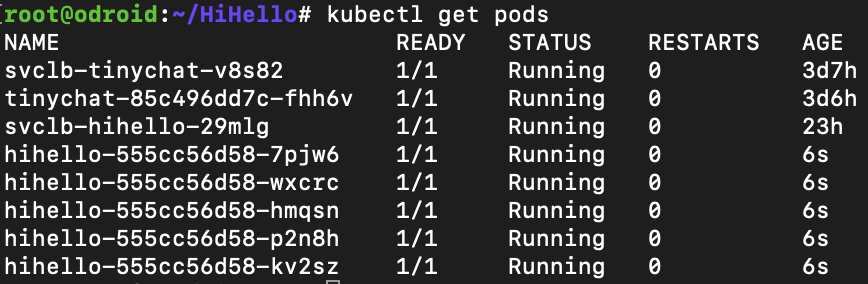 root@odroid:~/HiHello# kubectl get pods
NAME READY STATUS RESTARTS AGE
svclb-tinychat-v8s82 1/1 Running 0 3d7h
tinychat-85c496dd7c-fhh6v 1/1 Running 0 3d6h
svclb-hihello-29mlg 1/1 Running 0 23h
hihello-555cc56d58-7pjw6 1/1 Running 0 6s
hihello-555cc56d58-wxcrc 1/1 Running 0 6s
hihello-555cc56d58-hmqsn 1/1 Running 0 6s
hihello-555cc56d58-p2n8h 1/1 Running 0 6s
hihello-555cc56d58-kv2sz 1/1 Running 0 6s